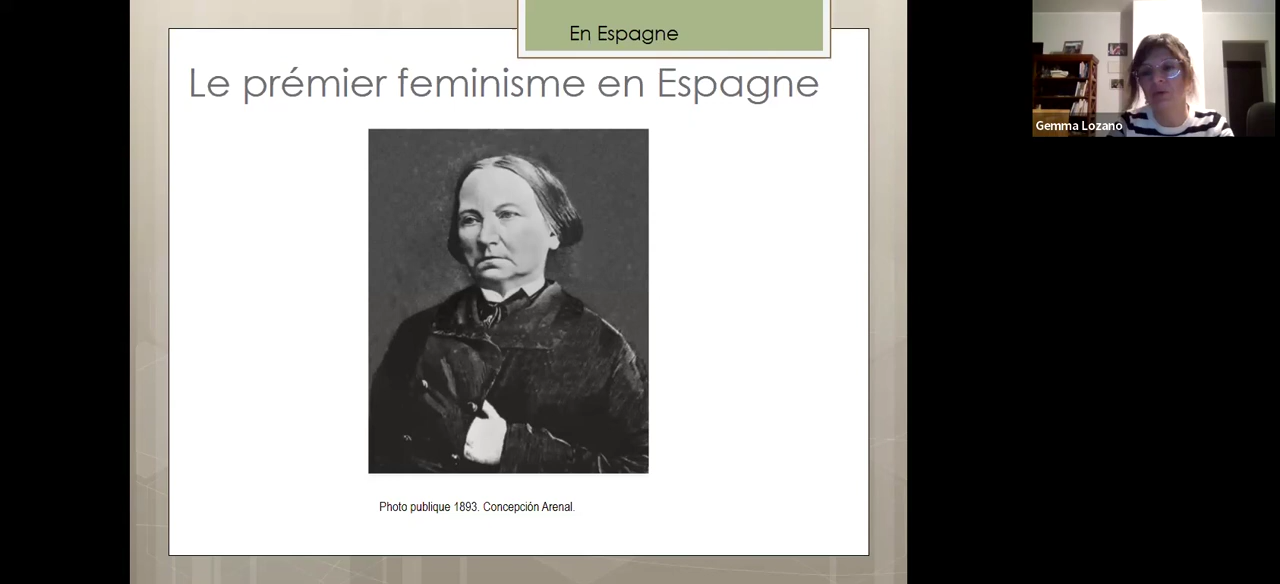 En Espagne
Le prémier feminisme en Espagne
Gemma Lozano
Photo publique 1893. Concepción Arenal.